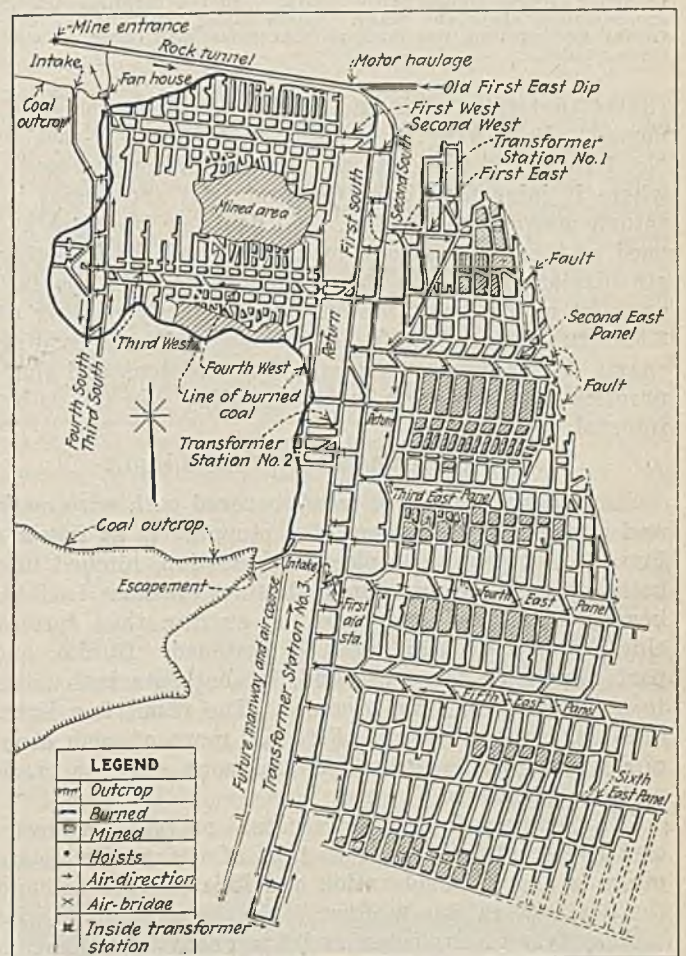 Mine entrance
Rock tunnel
Intake
Fan house
Motor haulage
Old First East Dip
Coal
outcrop
First West
Second West
Transformer
Station No.1
First East
First south
Second South
Mined area
Fault
Return
Second East
Panel
Third West
Fourth West
Fault
Line of burned
coal
Fourth South
Third South
Transformer
Station No.2
Return
Third East Panel
Coal outcrop
Escapement
Intake
First
aid
sta.
Fourth East Panel
Future manway and air course
Transformer Station No.3
Fifth East Panel
Sixth
East Panel
LEGEND
Outcrop
Burned
Mined
Hoists
Air-direction
Air-bridge
Inside transformer
station